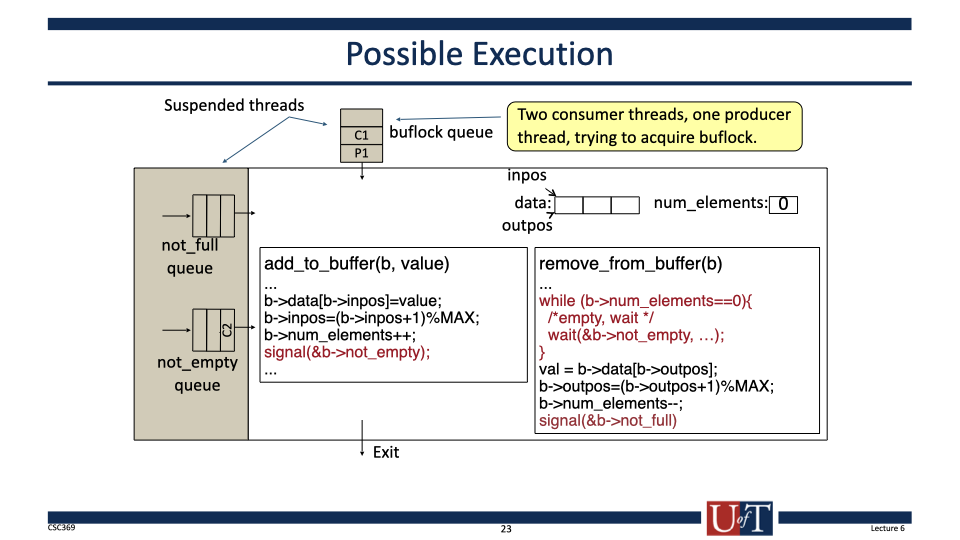 Possible Execution
Suspended threads
C1
P1
buflock queue
Two consumer threads, one producer
thread, trying to acquire buflock.
inpos
data:
num_elements:
0
outpos
not_full
queue
C2
not_empty
queue
add_to_buffer(b, value)
...
b->data[b->inpos]=value;
b->inpos=(b->inpos+1)%MAX;
b->num_elements++;
signal(&b->not_empty);
...
remove_from_buffer(b)
...
while (b->num_elements==0){
/*empty, wait */
wait(&b->not_empty, …);
}
val = b->data[b->outpos];
b->outpos=(b->outpos+1)%MAX;
b->num_elements--;
signal(&b->not_full)
Exit
CSC369
23
UofT
Lecture 6